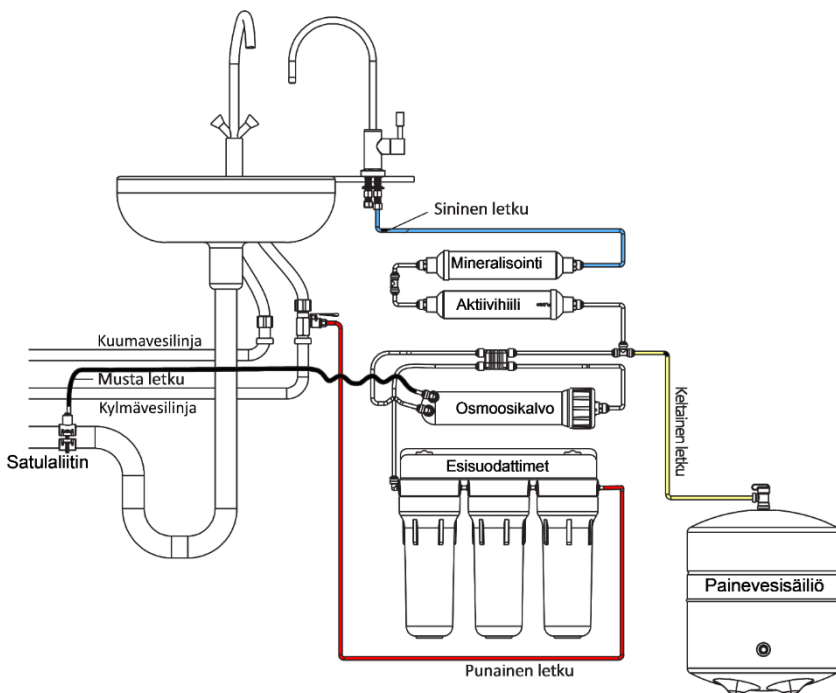 Sininen letku
Mineralisointi
Aktiivihiili
Kuumavesilinja
Musta letku
Kylmävesilinja
Osmoosikalvo
Keltainen letku
Satulaliitin
Esisuodattimet
Painevesisäiliö
Punainen letku